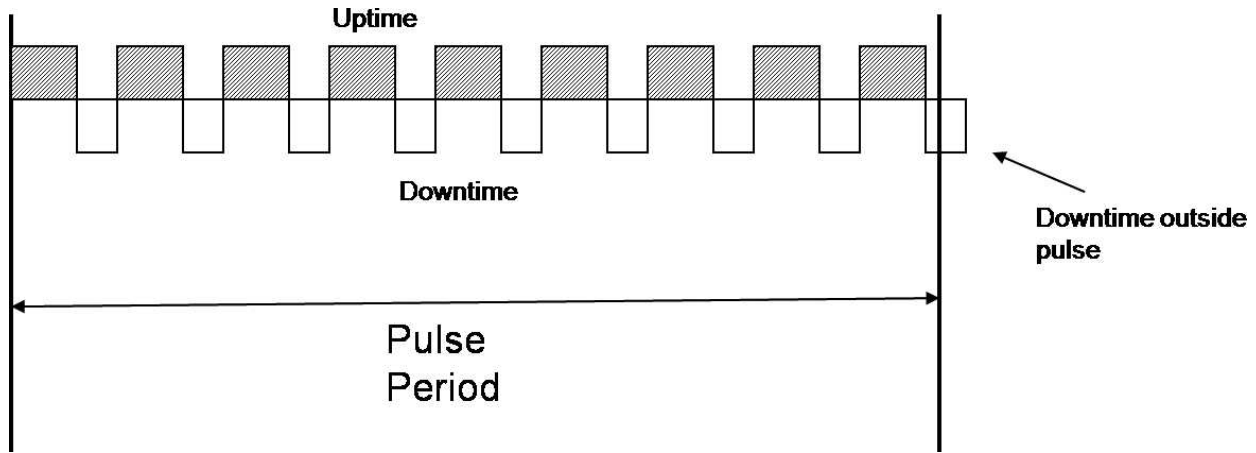 Uptime
Downtime
Downtime outside
pulse
Pulse
Period